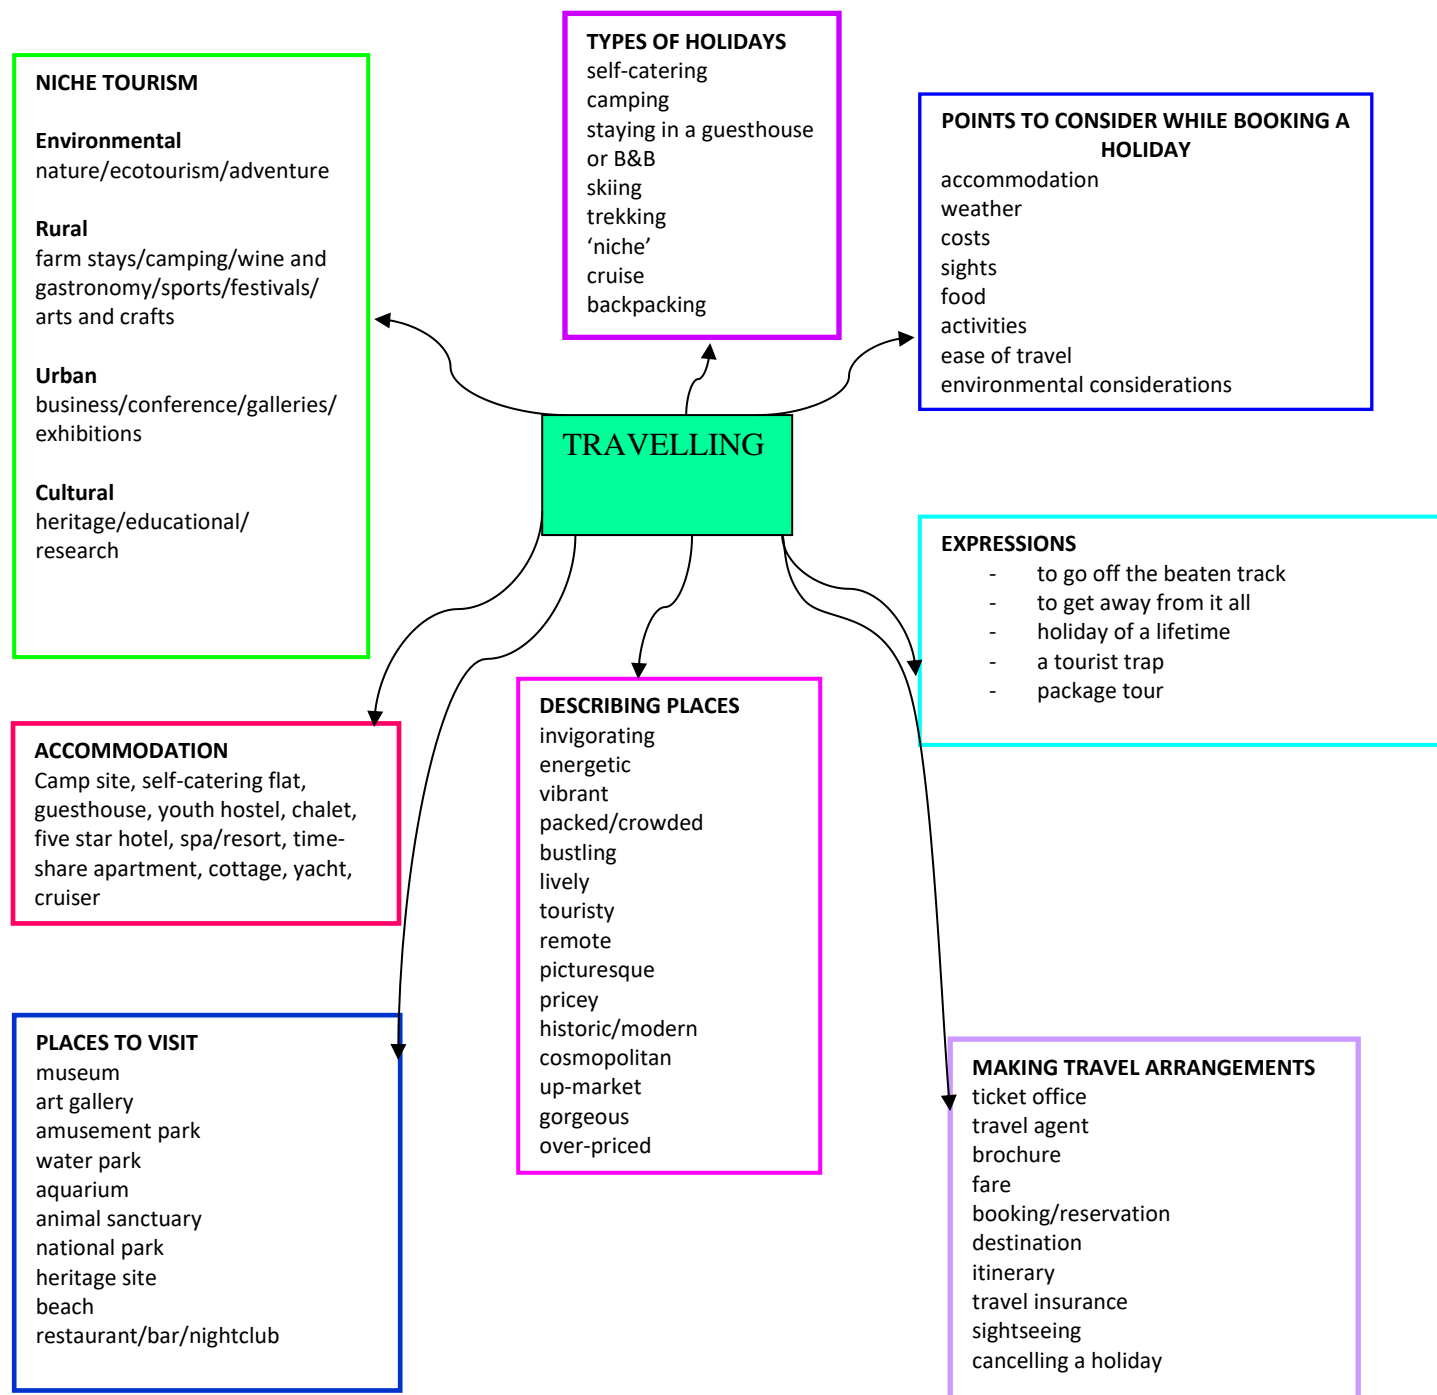 TYPES OF HOLIDAYS
self-catering
camping
staying in a guesthouse
or B&B
skiing
trekking
‘niche’
cruise
backpacking
NICHE TOURISM
Environmental
nature/ecotourism/adventure
Rural
farm stays/camping/wine and
gastronomy/sports/festivals/
arts and crafts
Urban
business/conference/galleries/
exhibitions
Cultural
heritage/educational/
research
POINTS TO CONSIDER WHILE BOOKING A
HOLIDAY
accommodation
weather
costs
sights
food
activities
ease of travel
environmental considerations
TRAVELLING
EXPRESSIONS
- to go off the beaten track
- to get away from it all
- holiday of a lifetime
- a tourist trap
- package tour
ACCOMMODATION
Camp site, self-catering flat,
guesthouse, youth hostel, chalet,
five star hotel, spa/resort, time-
share apartment, cottage, yacht,
cruiser
DESCRIBING PLACES
invigorating
energetic
vibrant
packed/crowded
bustling
lively
touristy
remote
picturesque
pricey
historic/modern
cosmopolitan
up-market
gorgeous
over-priced
PLACES TO VISIT
museum
art gallery
amusement park
water park
aquarium
animal sanctuary
national park
heritage site
beach
restaurant/bar/nightclub
MAKING TRAVEL ARRANGEMENTS
ticket office
travel agent
brochure
fare
booking/reservation
destination
itinerary
travel insurance
sightseeing
cancelling a holiday